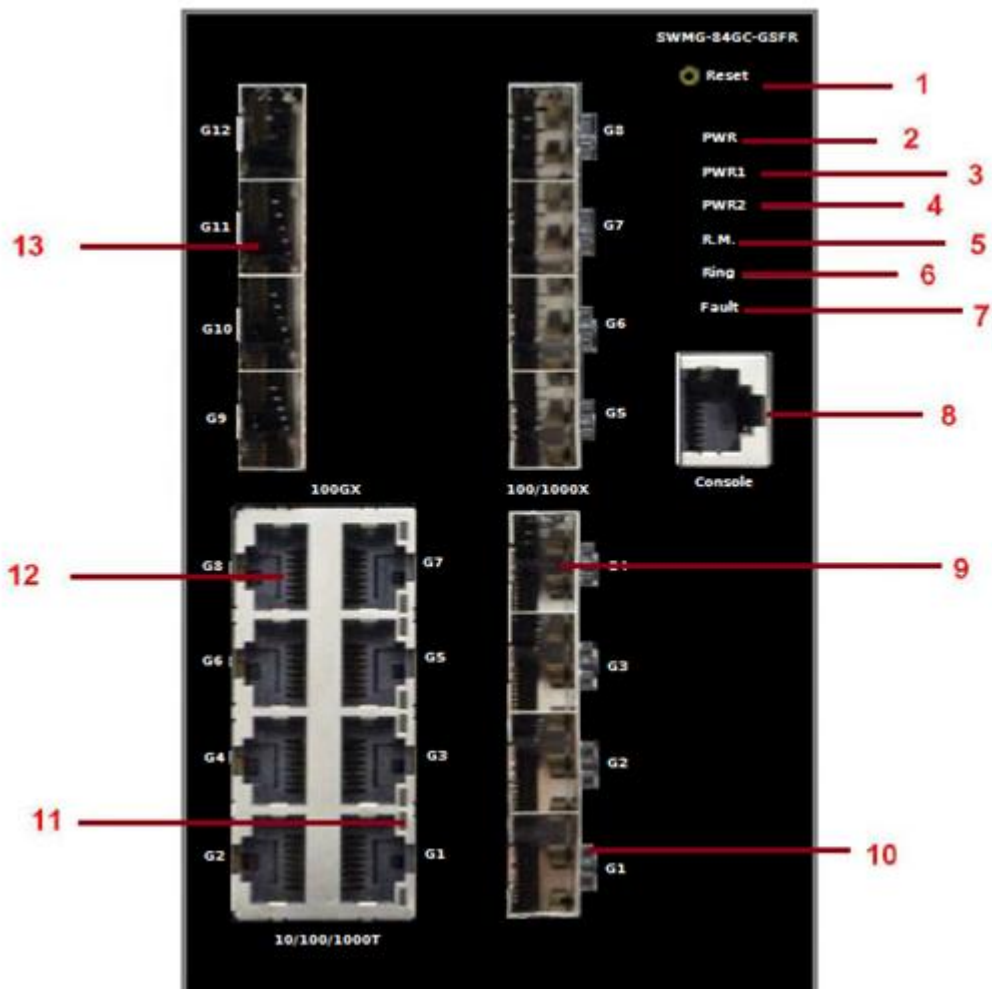 SWMG-84GC-GSFR
Reset
1
PWR
2
PWR1
3
PWR2
4
R.M.
5
Ring
6
Fault
7
G12
G8
G11
G7
13
G10
G6
G9
G5
8
Console
100GX
100/1000X
G8
G7
12
9
G6
G5
G3
G4
G3
G2
11
G2
G1
G1
10
10/100/1000T